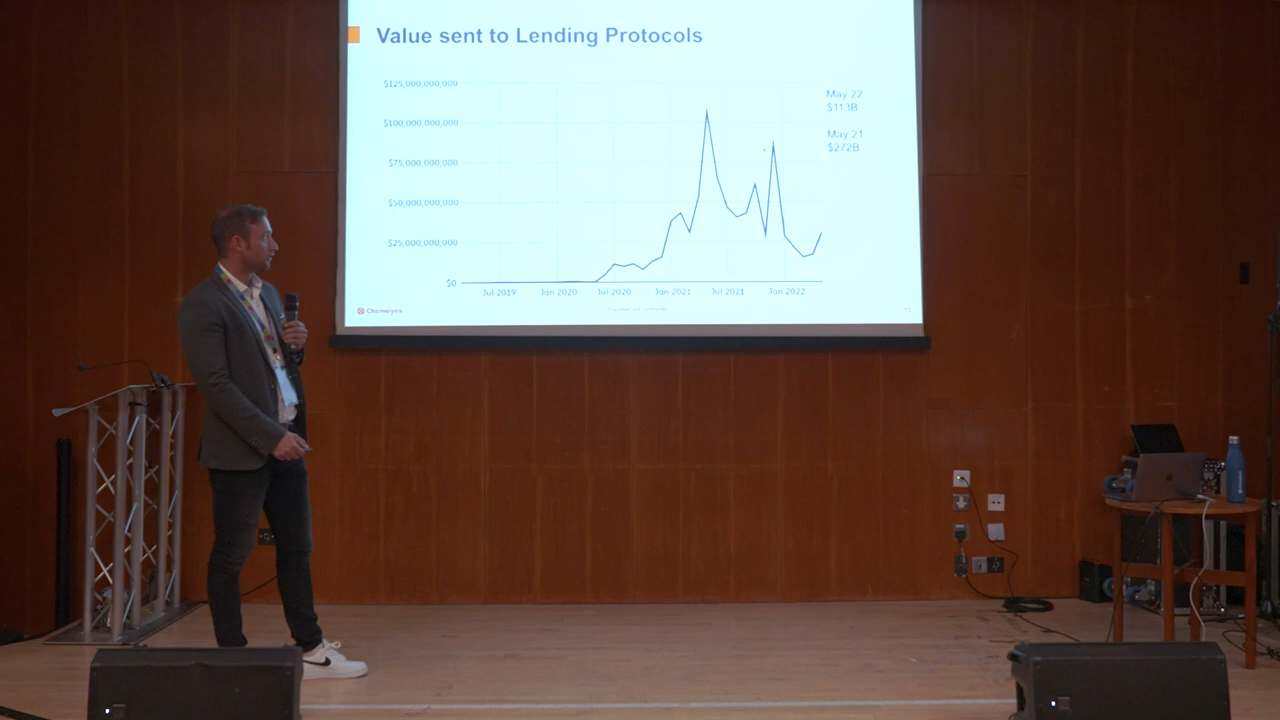 Value sent to Lending Protocols
$125,000,000,000
$100,000,000,000
$75,000,000,000
$50,000,000,000
$25,000,000,000
$0
Jul 2019
Jan 2020
Jul 2020
Jan 2021
Jul 2021
Jan 2022
May 22
$113B
May 21
$272B
Chainalysis